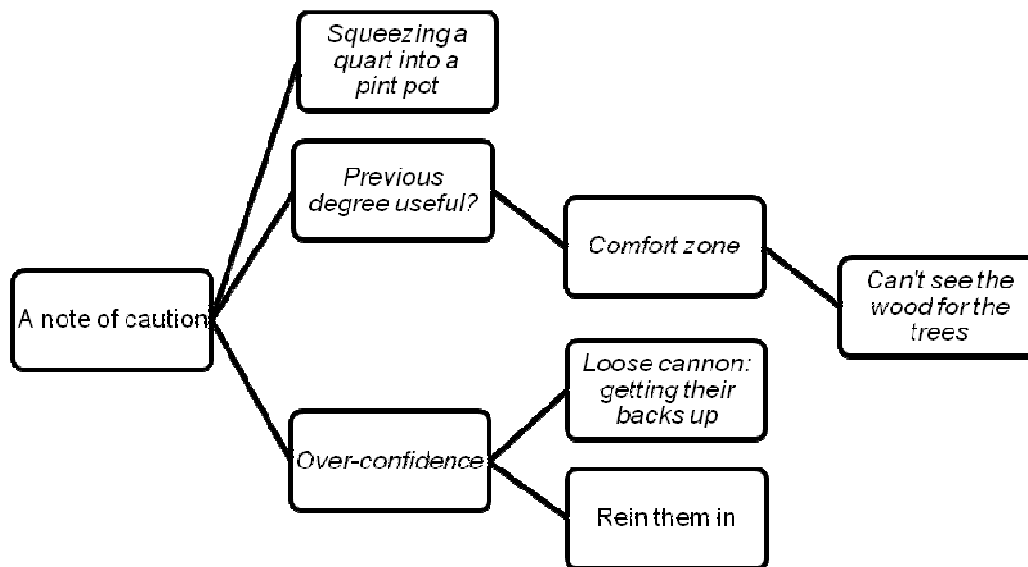 Squeezing a
quart into a
pint pot
Previous
degree useful?
Comfort zone
Can't see the
wood for the
trees
A note of caution
Loose cannon:
getting their
backs up
Over-confidence
Rein them in